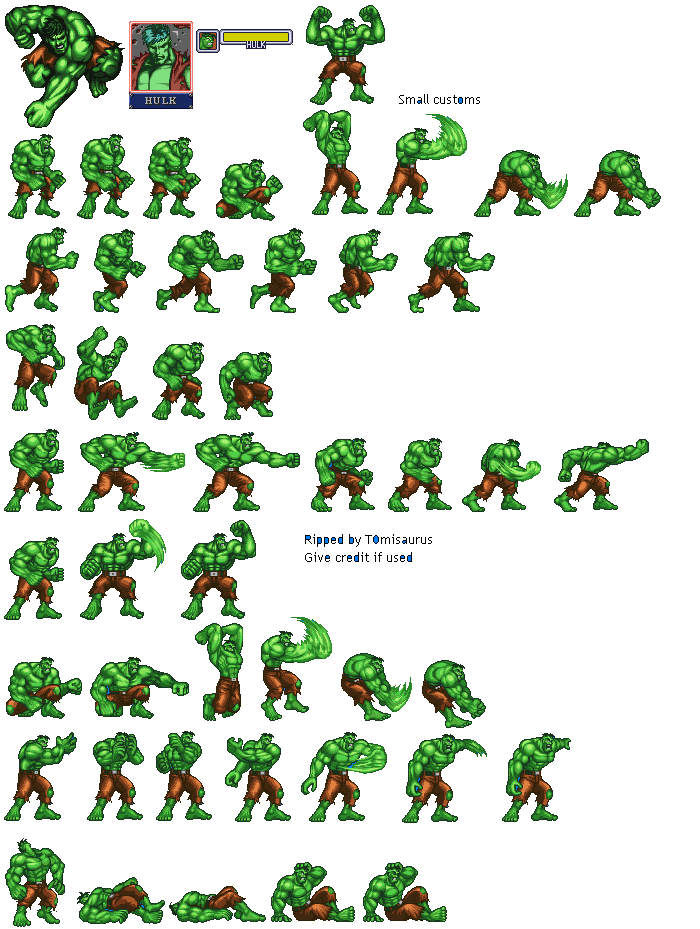 HULK
HULK
Small customs
Ripped by T0misaurus
Give credit if used